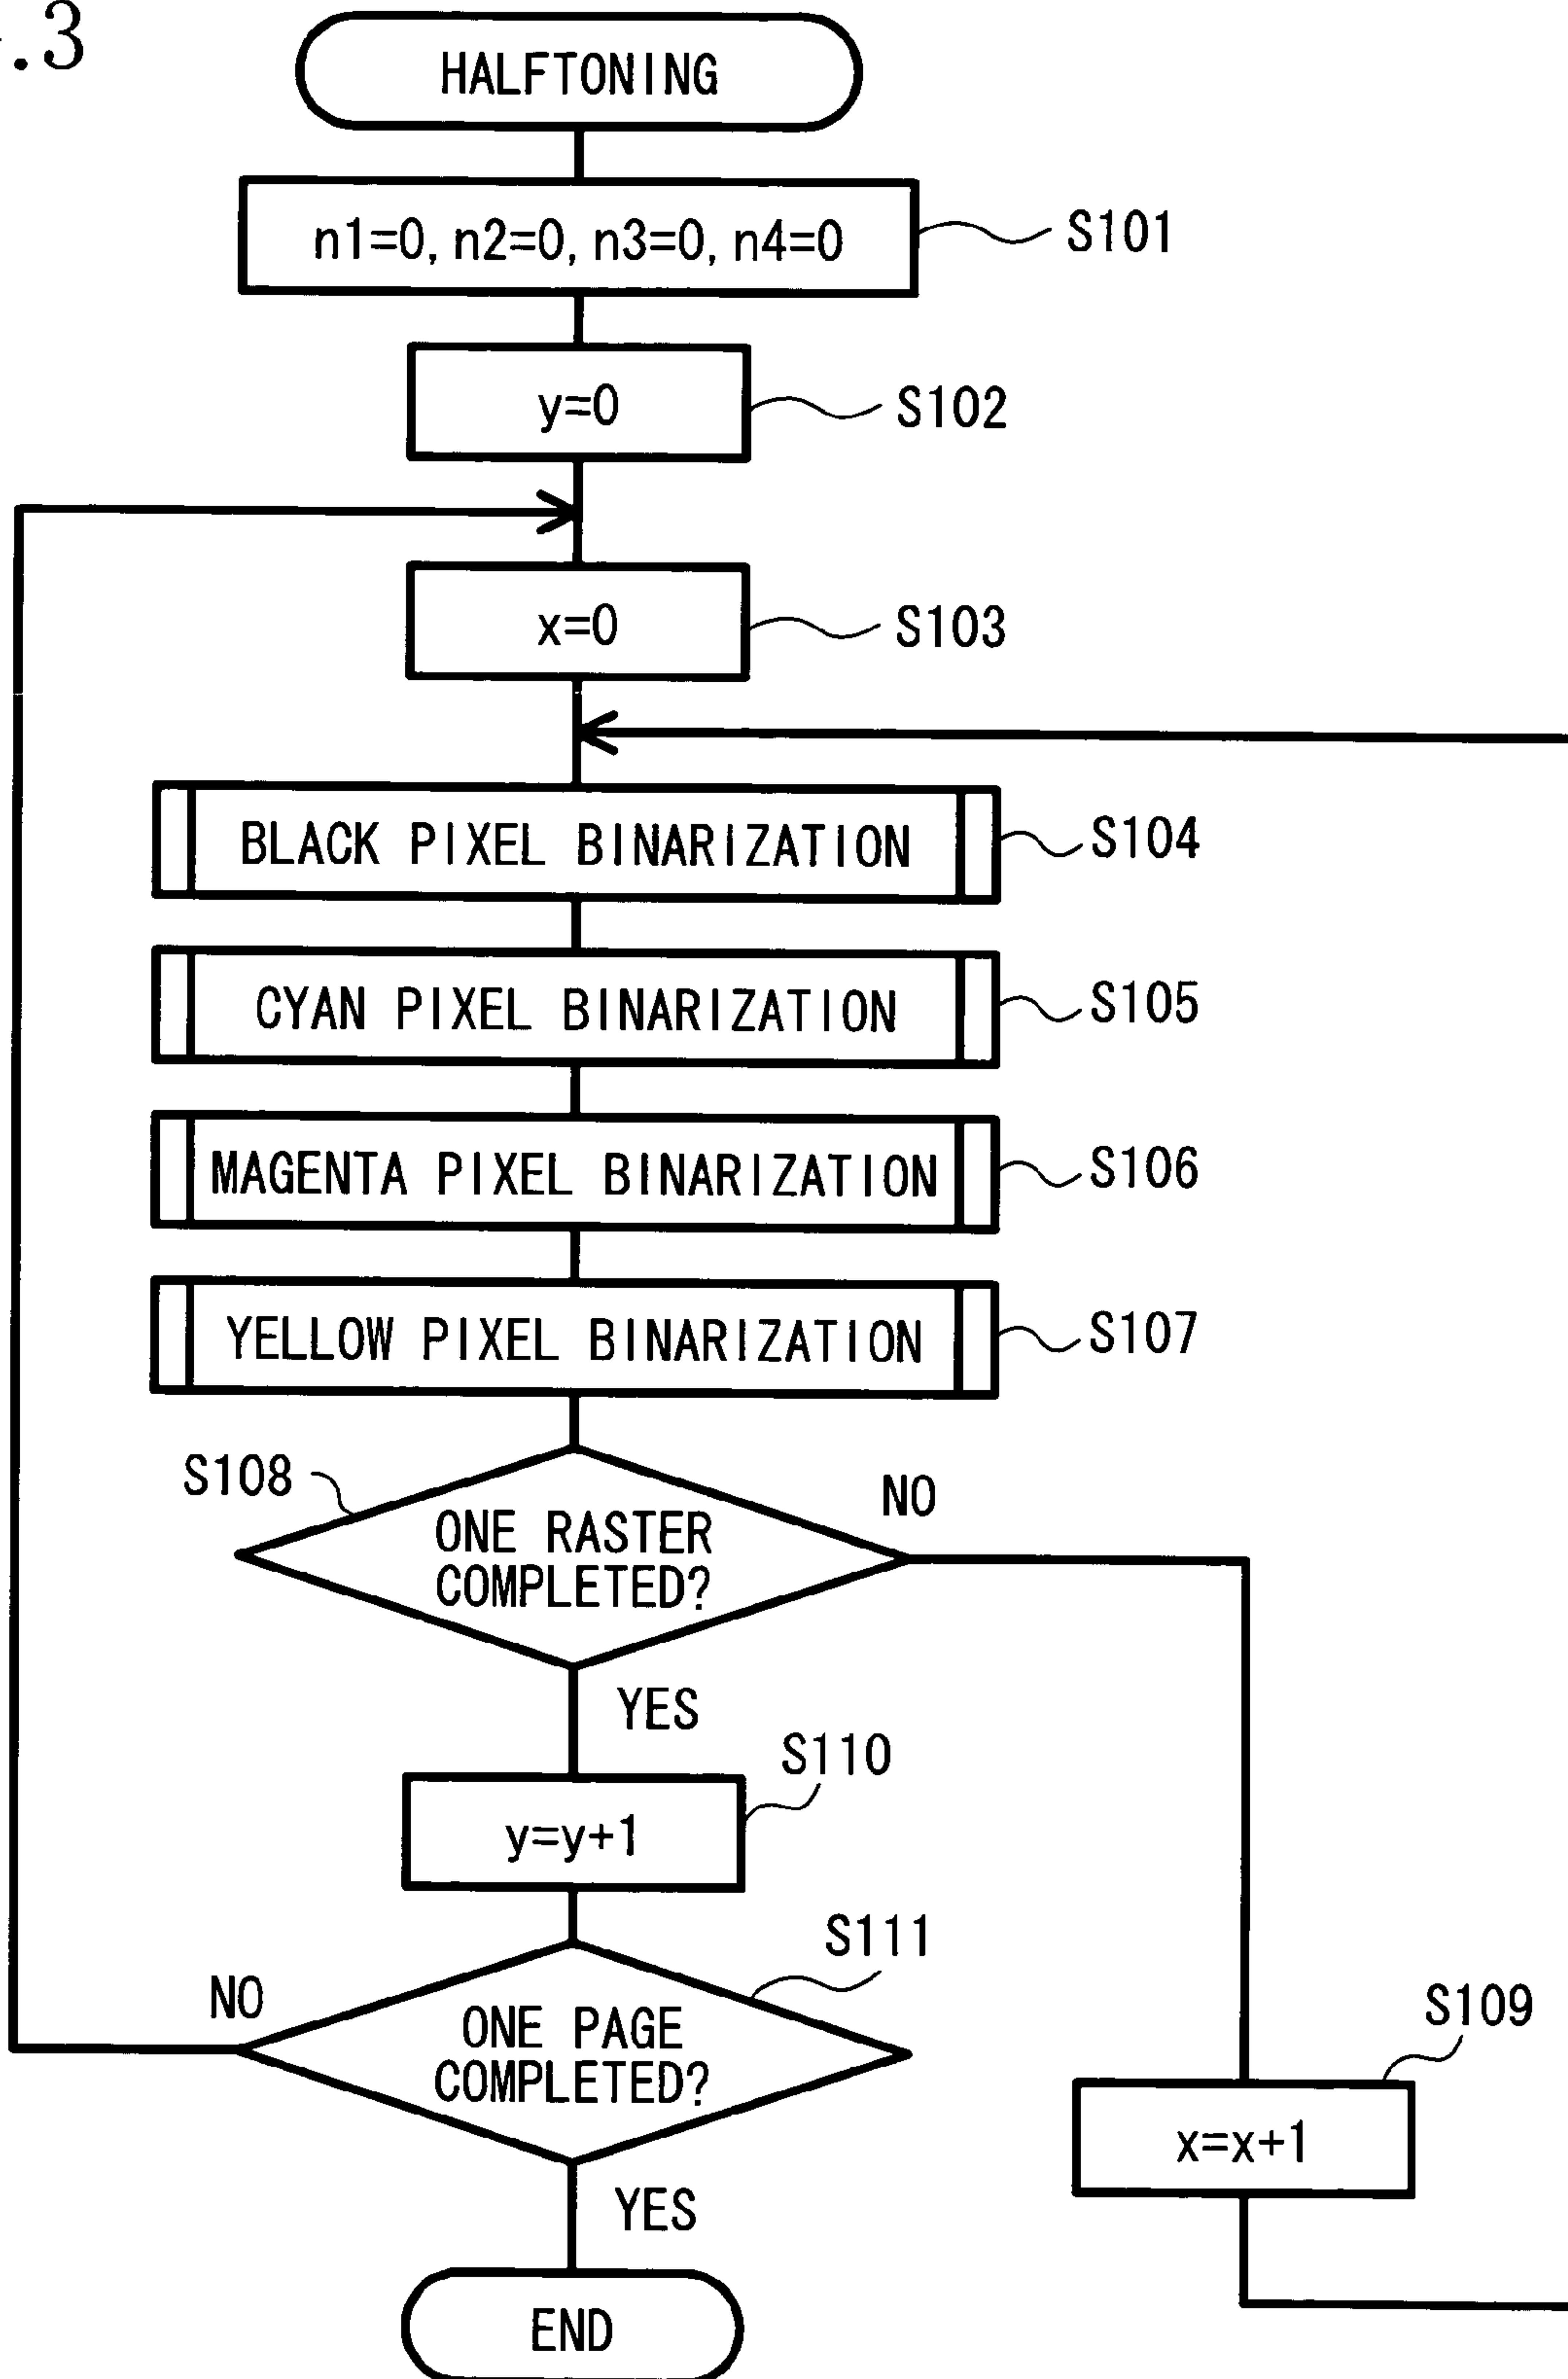 .3
HALFTONING
n1=0, n2=0, n3=0, n4=0
S101
y=0
S102
x=0
S103
BLACK PIXEL BINARIZATION
S104
CYAN PIXEL BINARIZATION
S105
MAGENTA PIXEL BINARIZATION
S106
YELLOW PIXEL BINARIZATION
S107
S108
ONE RASTER
COMPLETED?
NO
YES
S110
y=y+1
S111
NO
ONE PAGE
COMPLETED?
S109
x=x+1
YES
END